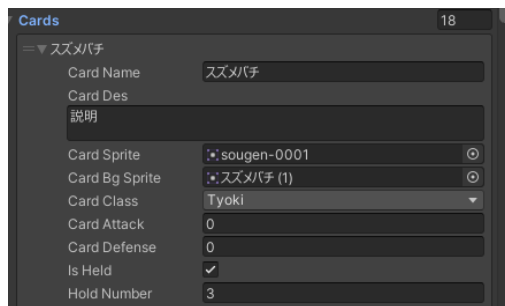 Cards 18
スズメバチ
Card Name スズメバチ
Card Des
説明
Card Sprite sougen-0001
Card Bg Sprite スズメバチ (1)
Card Class Tyoki
Card Attack 0
Card Defense 0
Is Held
Hold Number 3